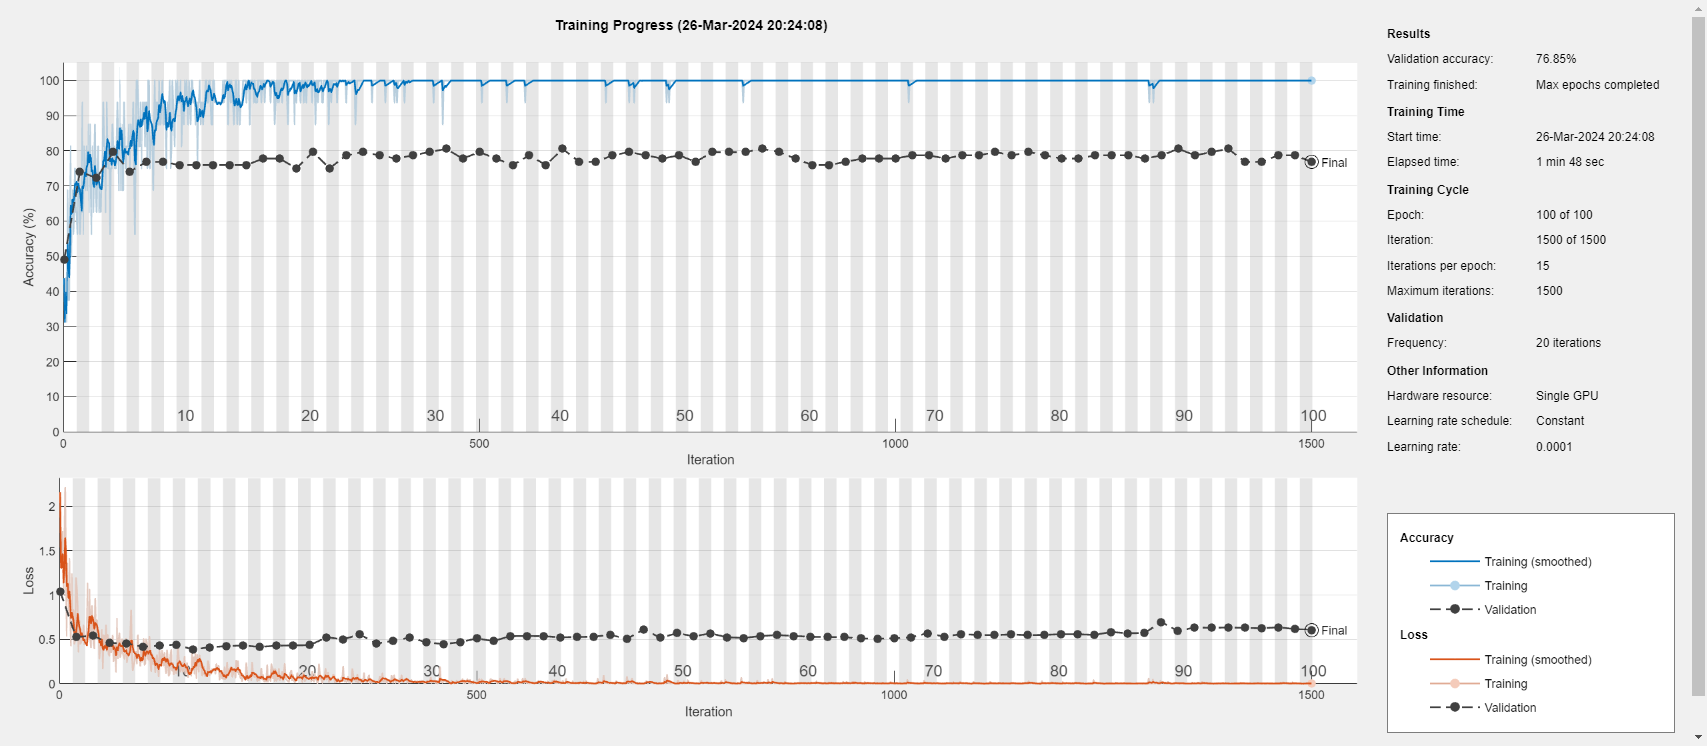 Training Progress (26-Mar-2024 20:24:08)
100
90
80
70
60
50
40
30
20
10
0
Accuracy (%)
Final
10 20 30 40 50 60 70 80 90 100
0 500 1000 1500
Iteration
2
1.5
1
0.5
0
Loss
Final
10 20 30 40 50 60 70 80 90 100
0 500 1000 1500
Iteration
Results
Validation accuracy: 76.85%
Training finished: Max epochs completed
Training Time
Start time: 26-Mar-2024 20:24:08
Elapsed time: 1 min 48 sec
Training Cycle
Epoch: 100 of 100
Iteration: 1500 of 1500
Iterations per epoch: 15
Maximum iterations: 1500
Validation
Frequency: 20 iterations
Other Information
Hardware resource: Single GPU
Learning rate schedule: Constant
Learning rate: 0.0001
Accuracy
Training (smoothed)
Training
Validation
Loss
Training (smoothed)
Training
Validation